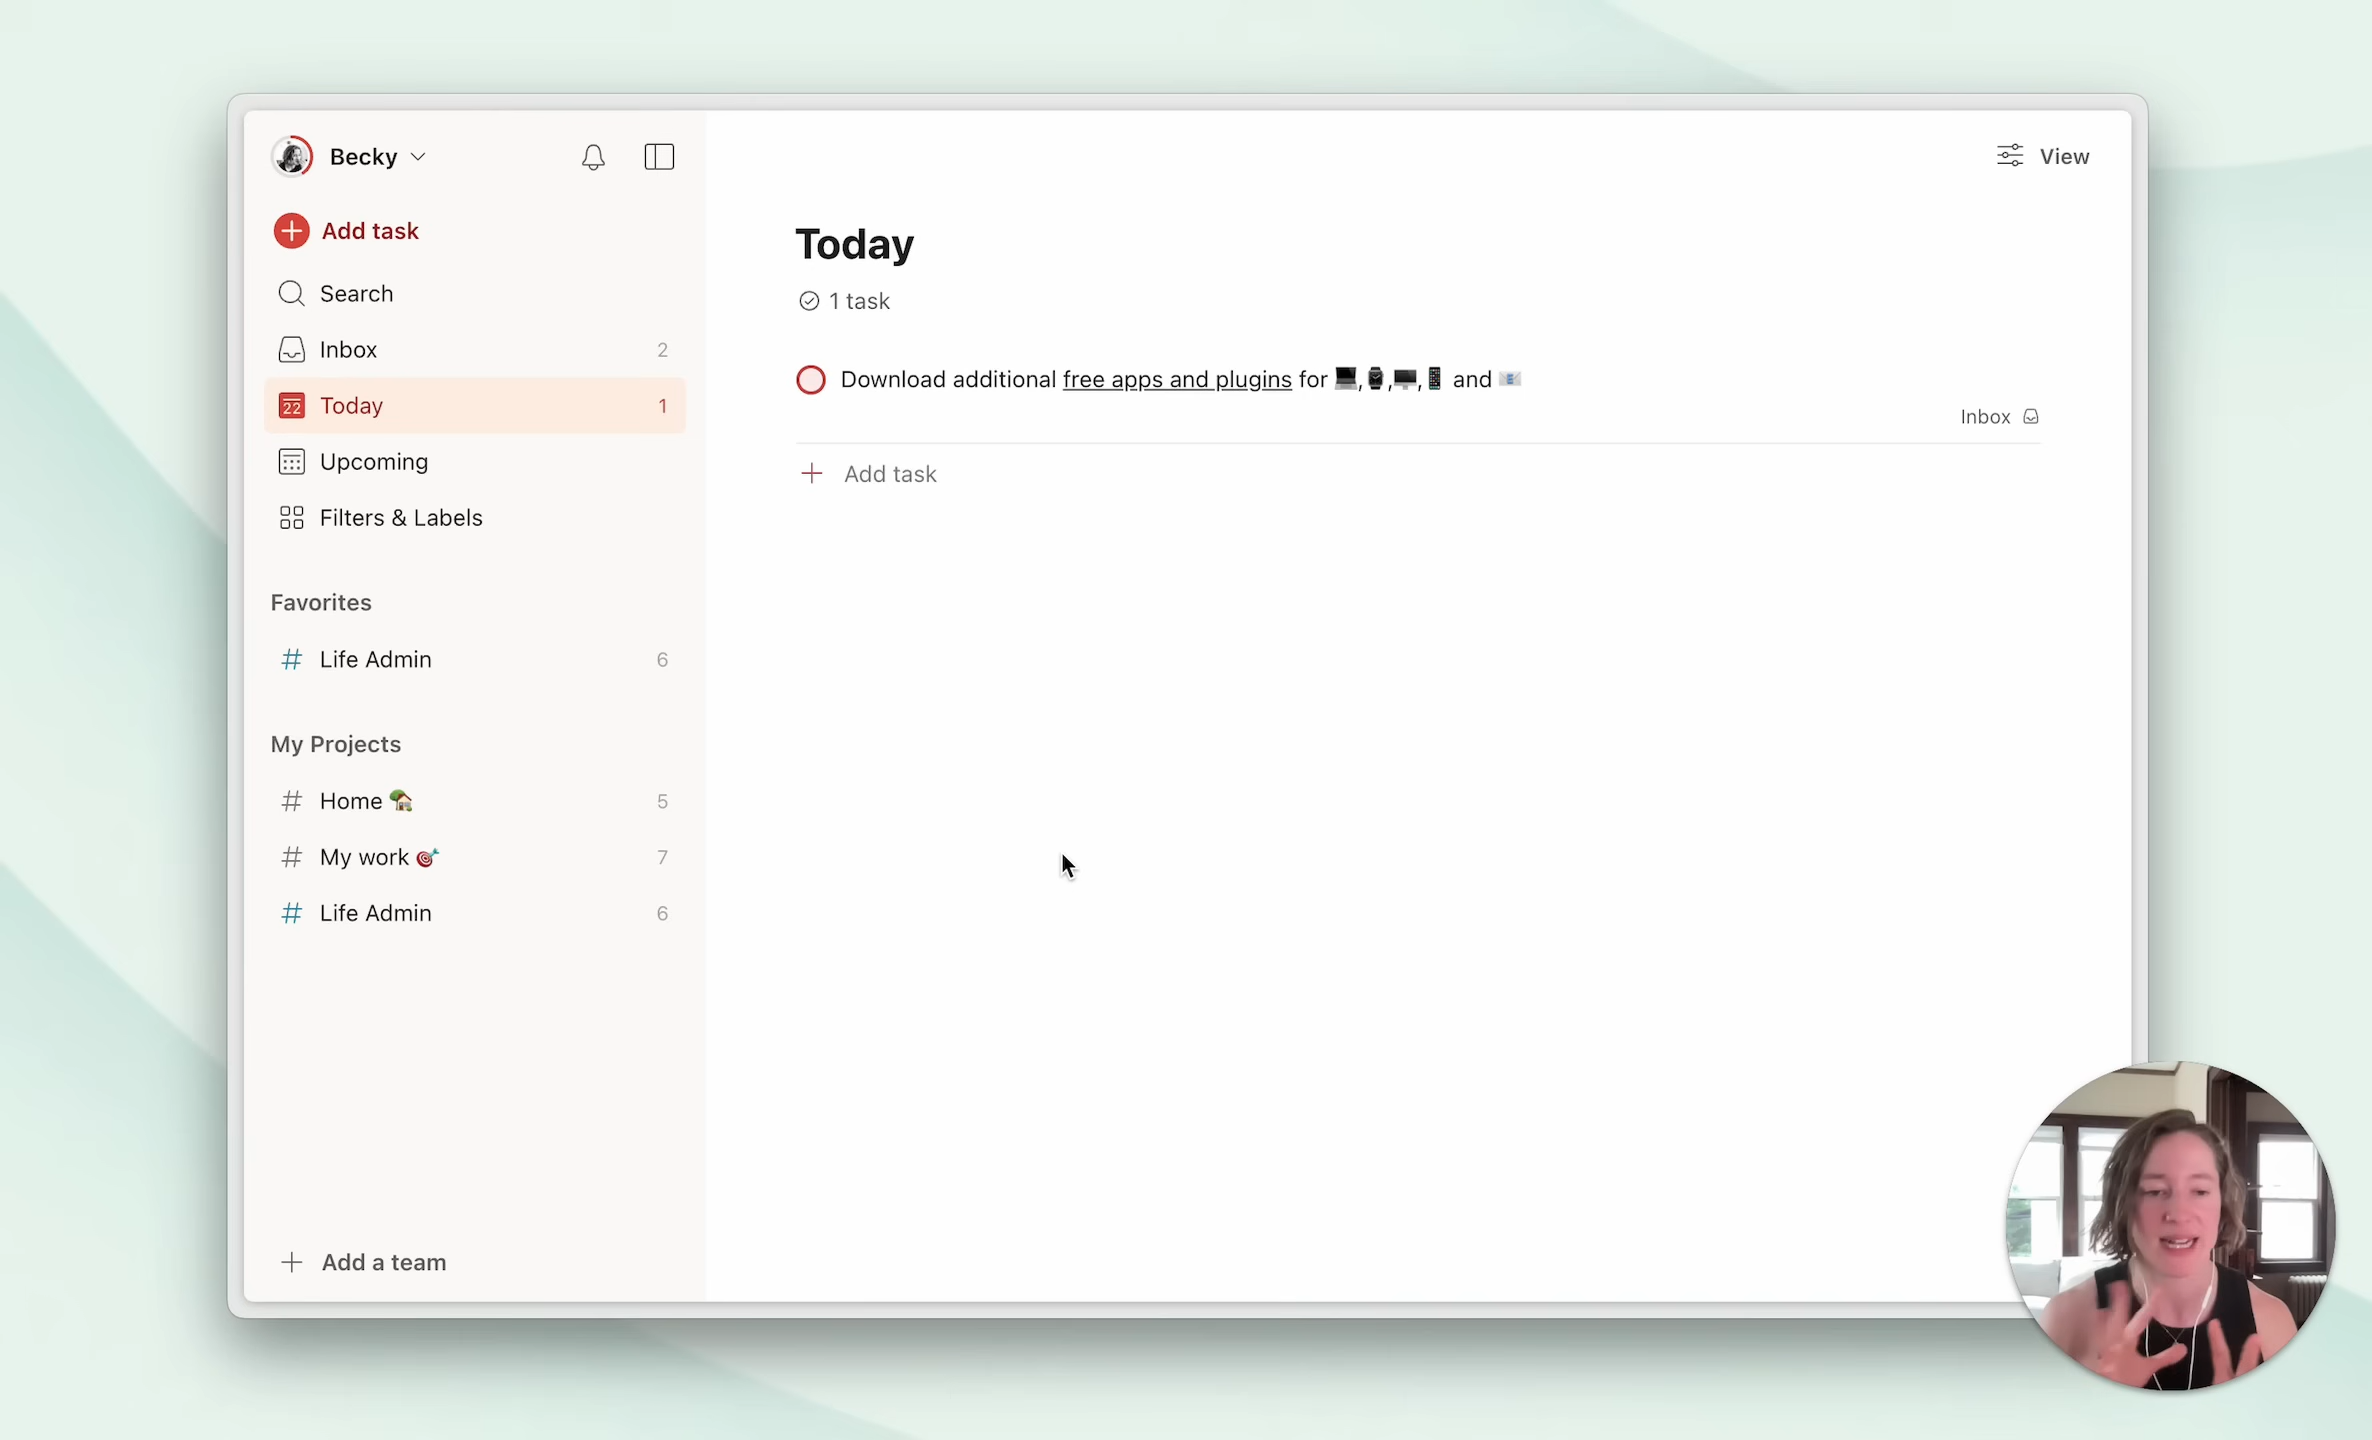 Becky
Add task
Search
Inbox 2
22 Today 1
Upcoming
Filters & Labels
Favorites
# Life Admin 6
My Projects
# Home 🏡 5
# My work 🎯 7
# Life Admin 6
Add a team
View
Today
1 task
Download additional free apps and plugins for 💻,⌚,🖥,📱 and 📧
Inbox
Add task